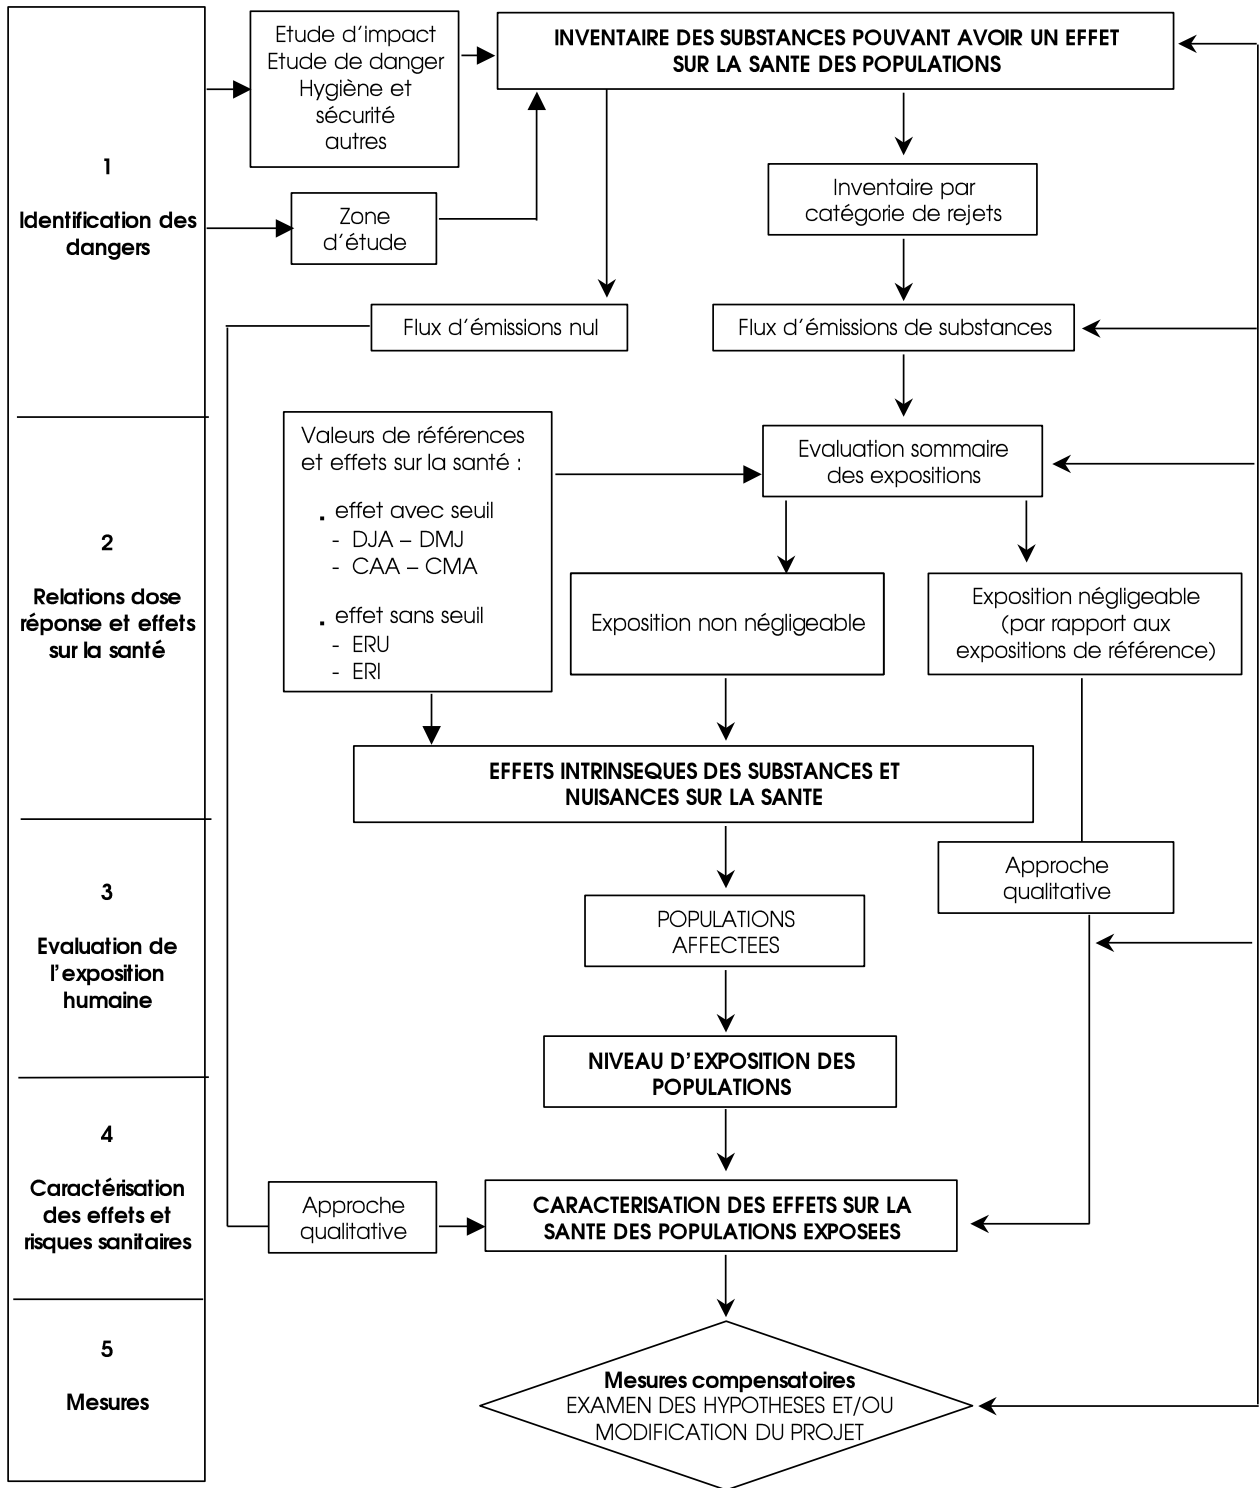 1
Identification des
dangers
Etude d'impact
Etude de danger
Hygiène et
sécurité
autres
INVENTAIRE DES SUBSTANCES POUVANT AVOIR UN EFFET
SUR LA SANTE DES POPULATIONS
Zone
d'étude
Inventaire par
catégorie de rejets
Flux d'émissions nul
Flux d'émissions de substances
2
Relations dose
réponse et effets
sur la santé
Valeurs de références
et effets sur la santé :
. effet avec seuil
- DJA – DMJ
- CAA – CMA
. effet sans seuil
- ERU
- ERI
Evaluation sommaire
des expositions
Exposition non négligeable
Exposition négligeable
(par rapport aux
expositions de référence)
EFFETS INTRINSEQUES DES SUBSTANCES ET
NUISANCES SUR LA SANTE
3
Evaluation de
l'exposition
humaine
Approche
qualitative
POPULATIONS
AFFECTEES
NIVEAU D'EXPOSITION DES
POPULATIONS
4
Caractérisation
des effets et
risques sanitaires
Approche
qualitative
CARACTERISATION DES EFFETS SUR LA
SANTE DES POPULATIONS EXPOSEES
5
Mesures
Mesures compensatoires
EXAMEN DES HYPOTHESES ET/OU
MODIFICATION DU PROJET